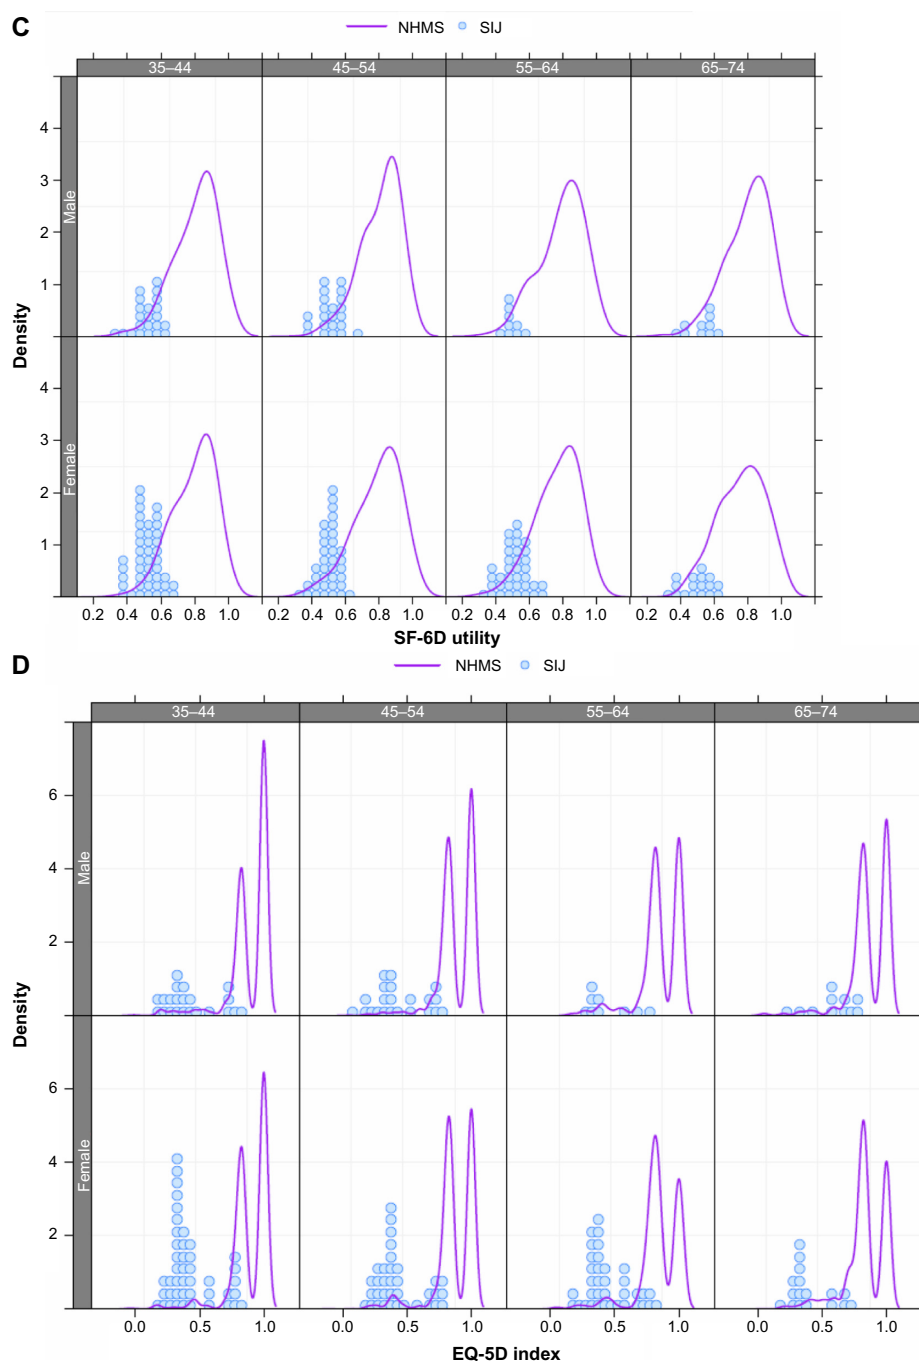 C
NHMS SIJ
35–44 45–54 55–64 65–74
Male
4
3
2
1
Density
Female
4
3
2
1
0.2 0.4 0.6 0.8 1.0 0.2 0.4 0.6 0.8 1.0 0.2 0.4 0.6 0.8 1.0 0.2 0.4 0.6 0.8 1.0
SF-6D utility
D
NHMS SIJ
35–44 45–54 55–64 65–74
Male
6
4
2
Density
Female
6
4
2
0.0 0.5 1.0 0.0 0.5 1.0 0.0 0.5 1.0 0.0 0.5 1.0
EQ-5D index